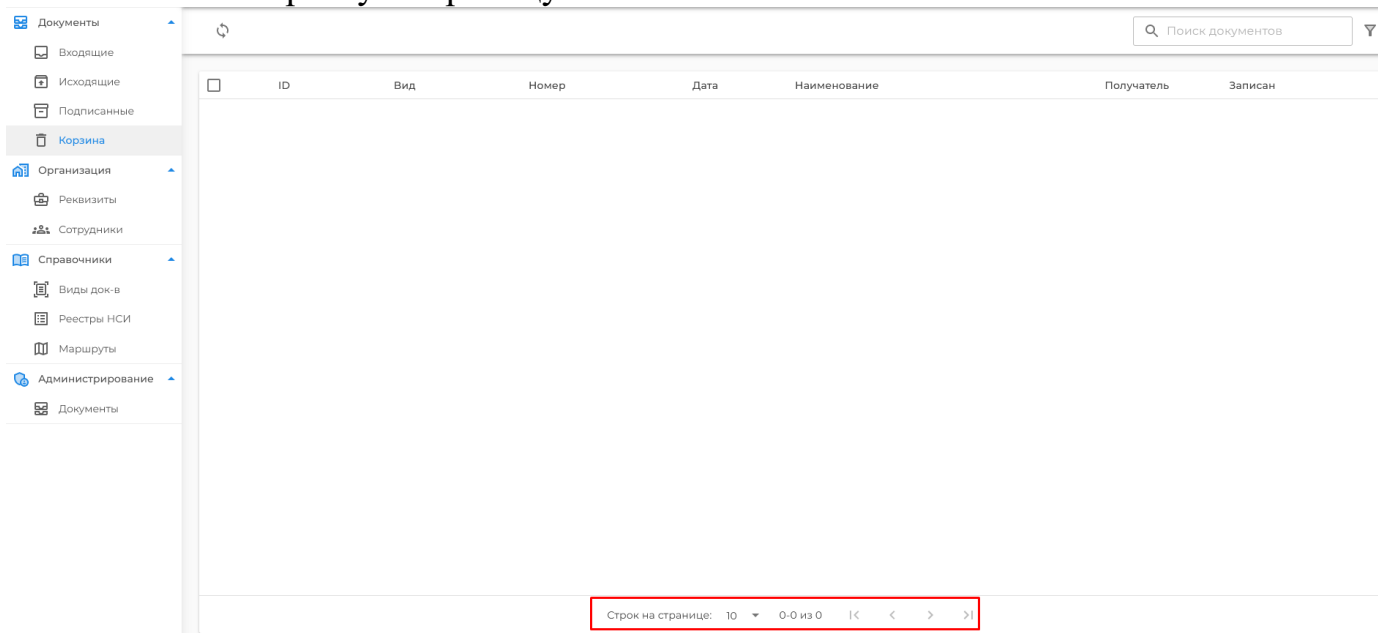 Документы
Входящие
Исходящие
Подписанные
Корзина
Организация
Реквизиты
Сотрудники
Справочники
Виды док-в
Реестры НСИ
Маршруты
Администрирование
Документы
Поиск документов
ID Вид Номер Дата Наименование Получатель Записан
Строк на странице: 10 0-0 из 0